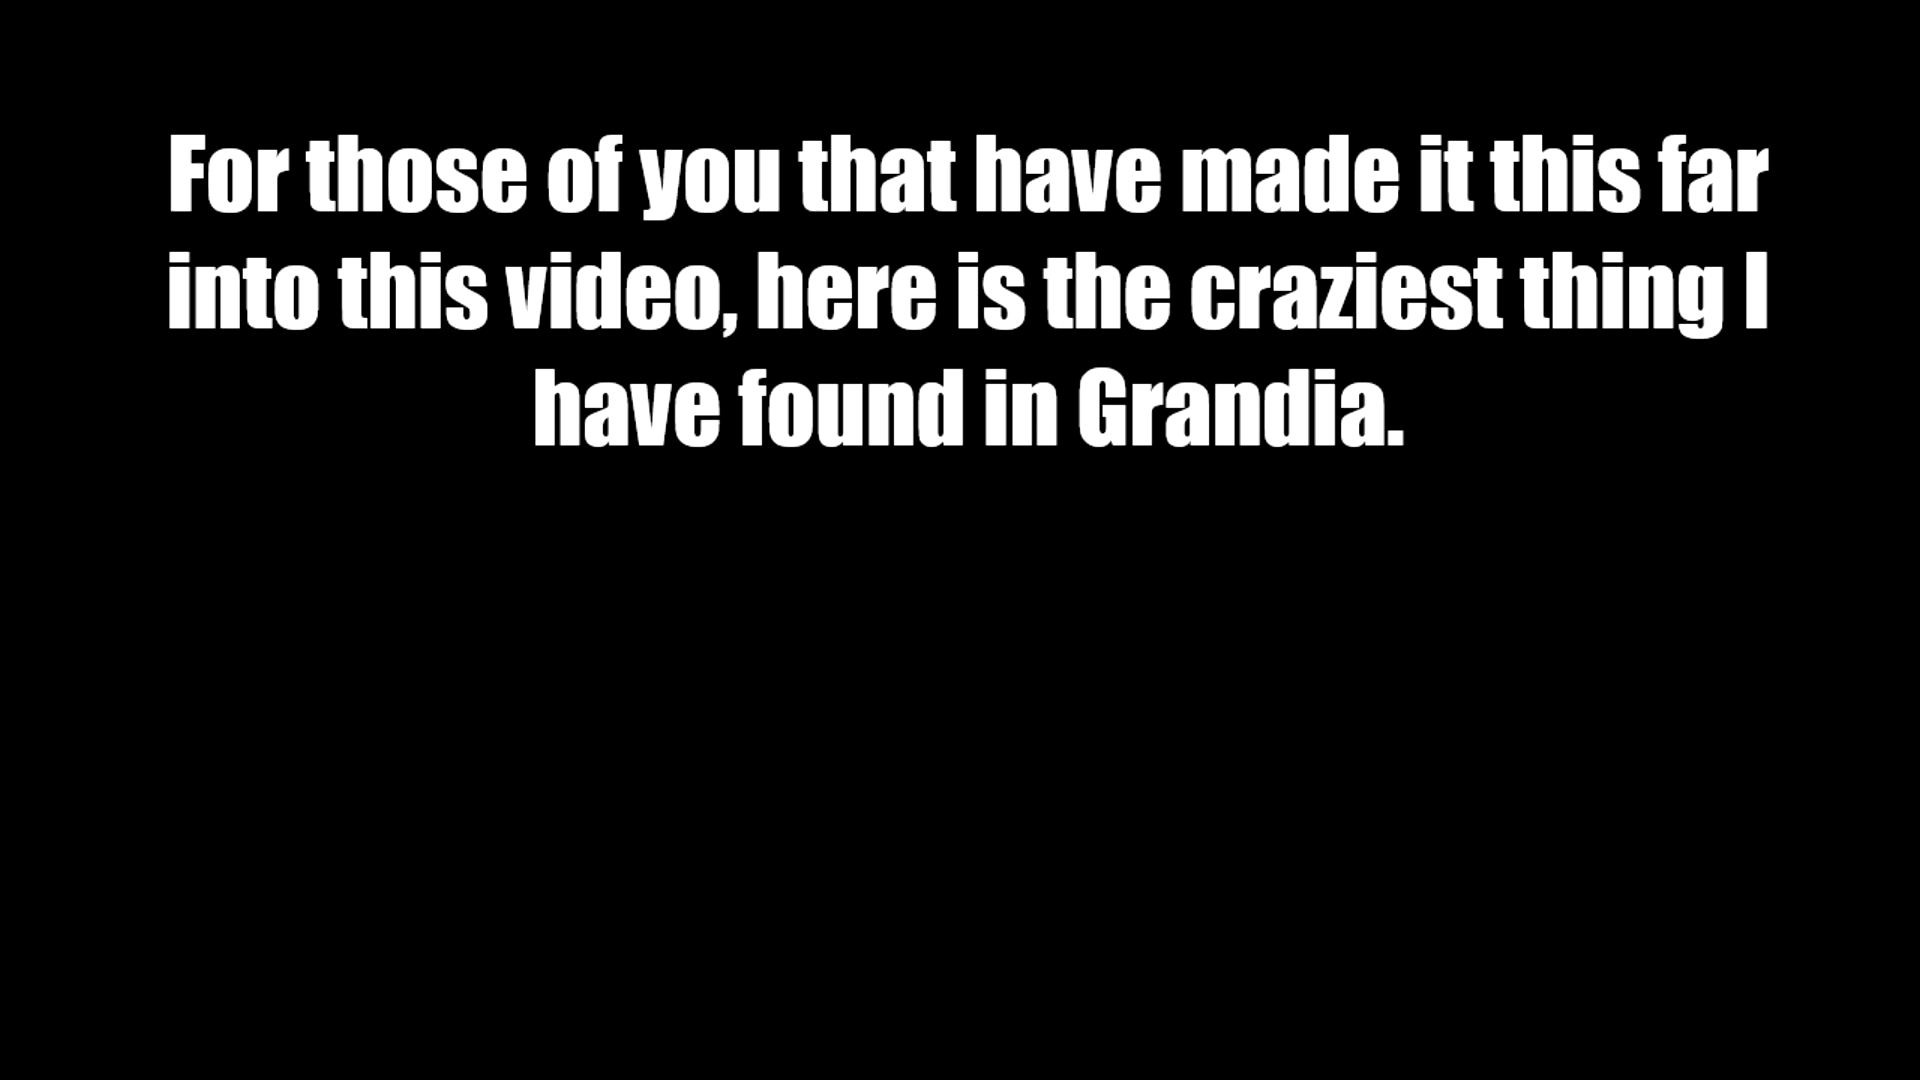 For those of you that have made it this far
into this video, here is the craziest thing I
have found in Grandia.